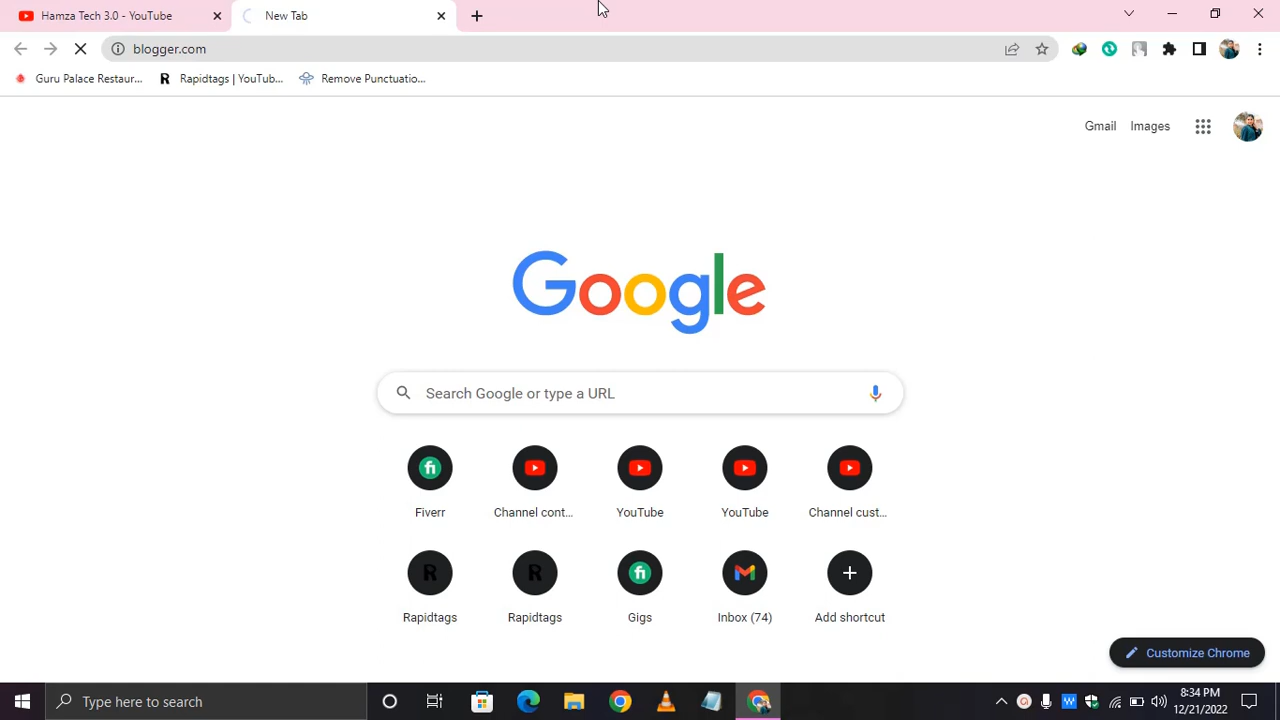 Hamza Tech 3.0 - YouTube
New Tab
blogger.com
Guru Palace Restaur...
R
Rapidtags | YouTub...
Remove Punctuatio...
Gmail
Images
Google
Search Google or type a URL
fi
Fiverr
Channel cont...
YouTube
YouTube
Channel cust...
R
Rapidtags
R
Rapidtags
fi
Gigs
Inbox (74)
Add shortcut
Customize Chrome
Type here to search
8:34 PM
12/21/2022